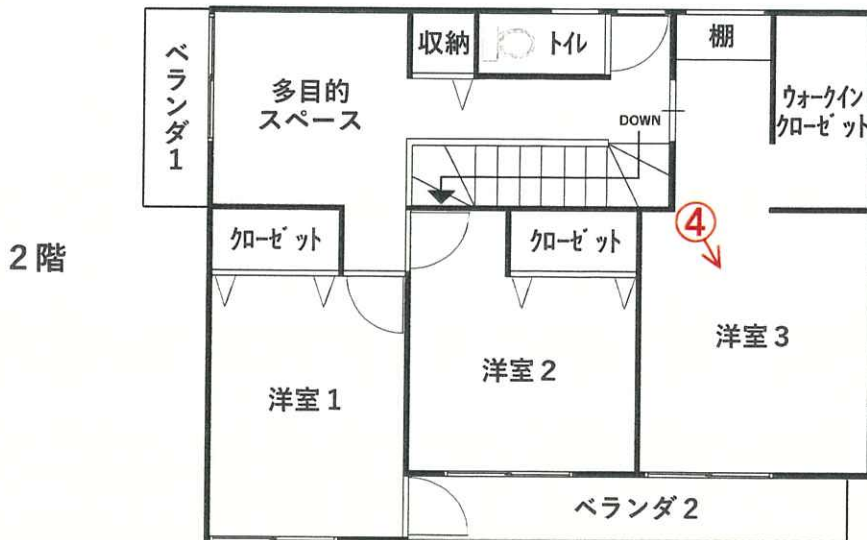 2階
ベランダ1
多目的
スペース
収納
トイレ
棚
ウォークイン
クローゼット
DOWN
クローゼット
クローゼット
④
洋室1
洋室2
洋室3
ベランダ2